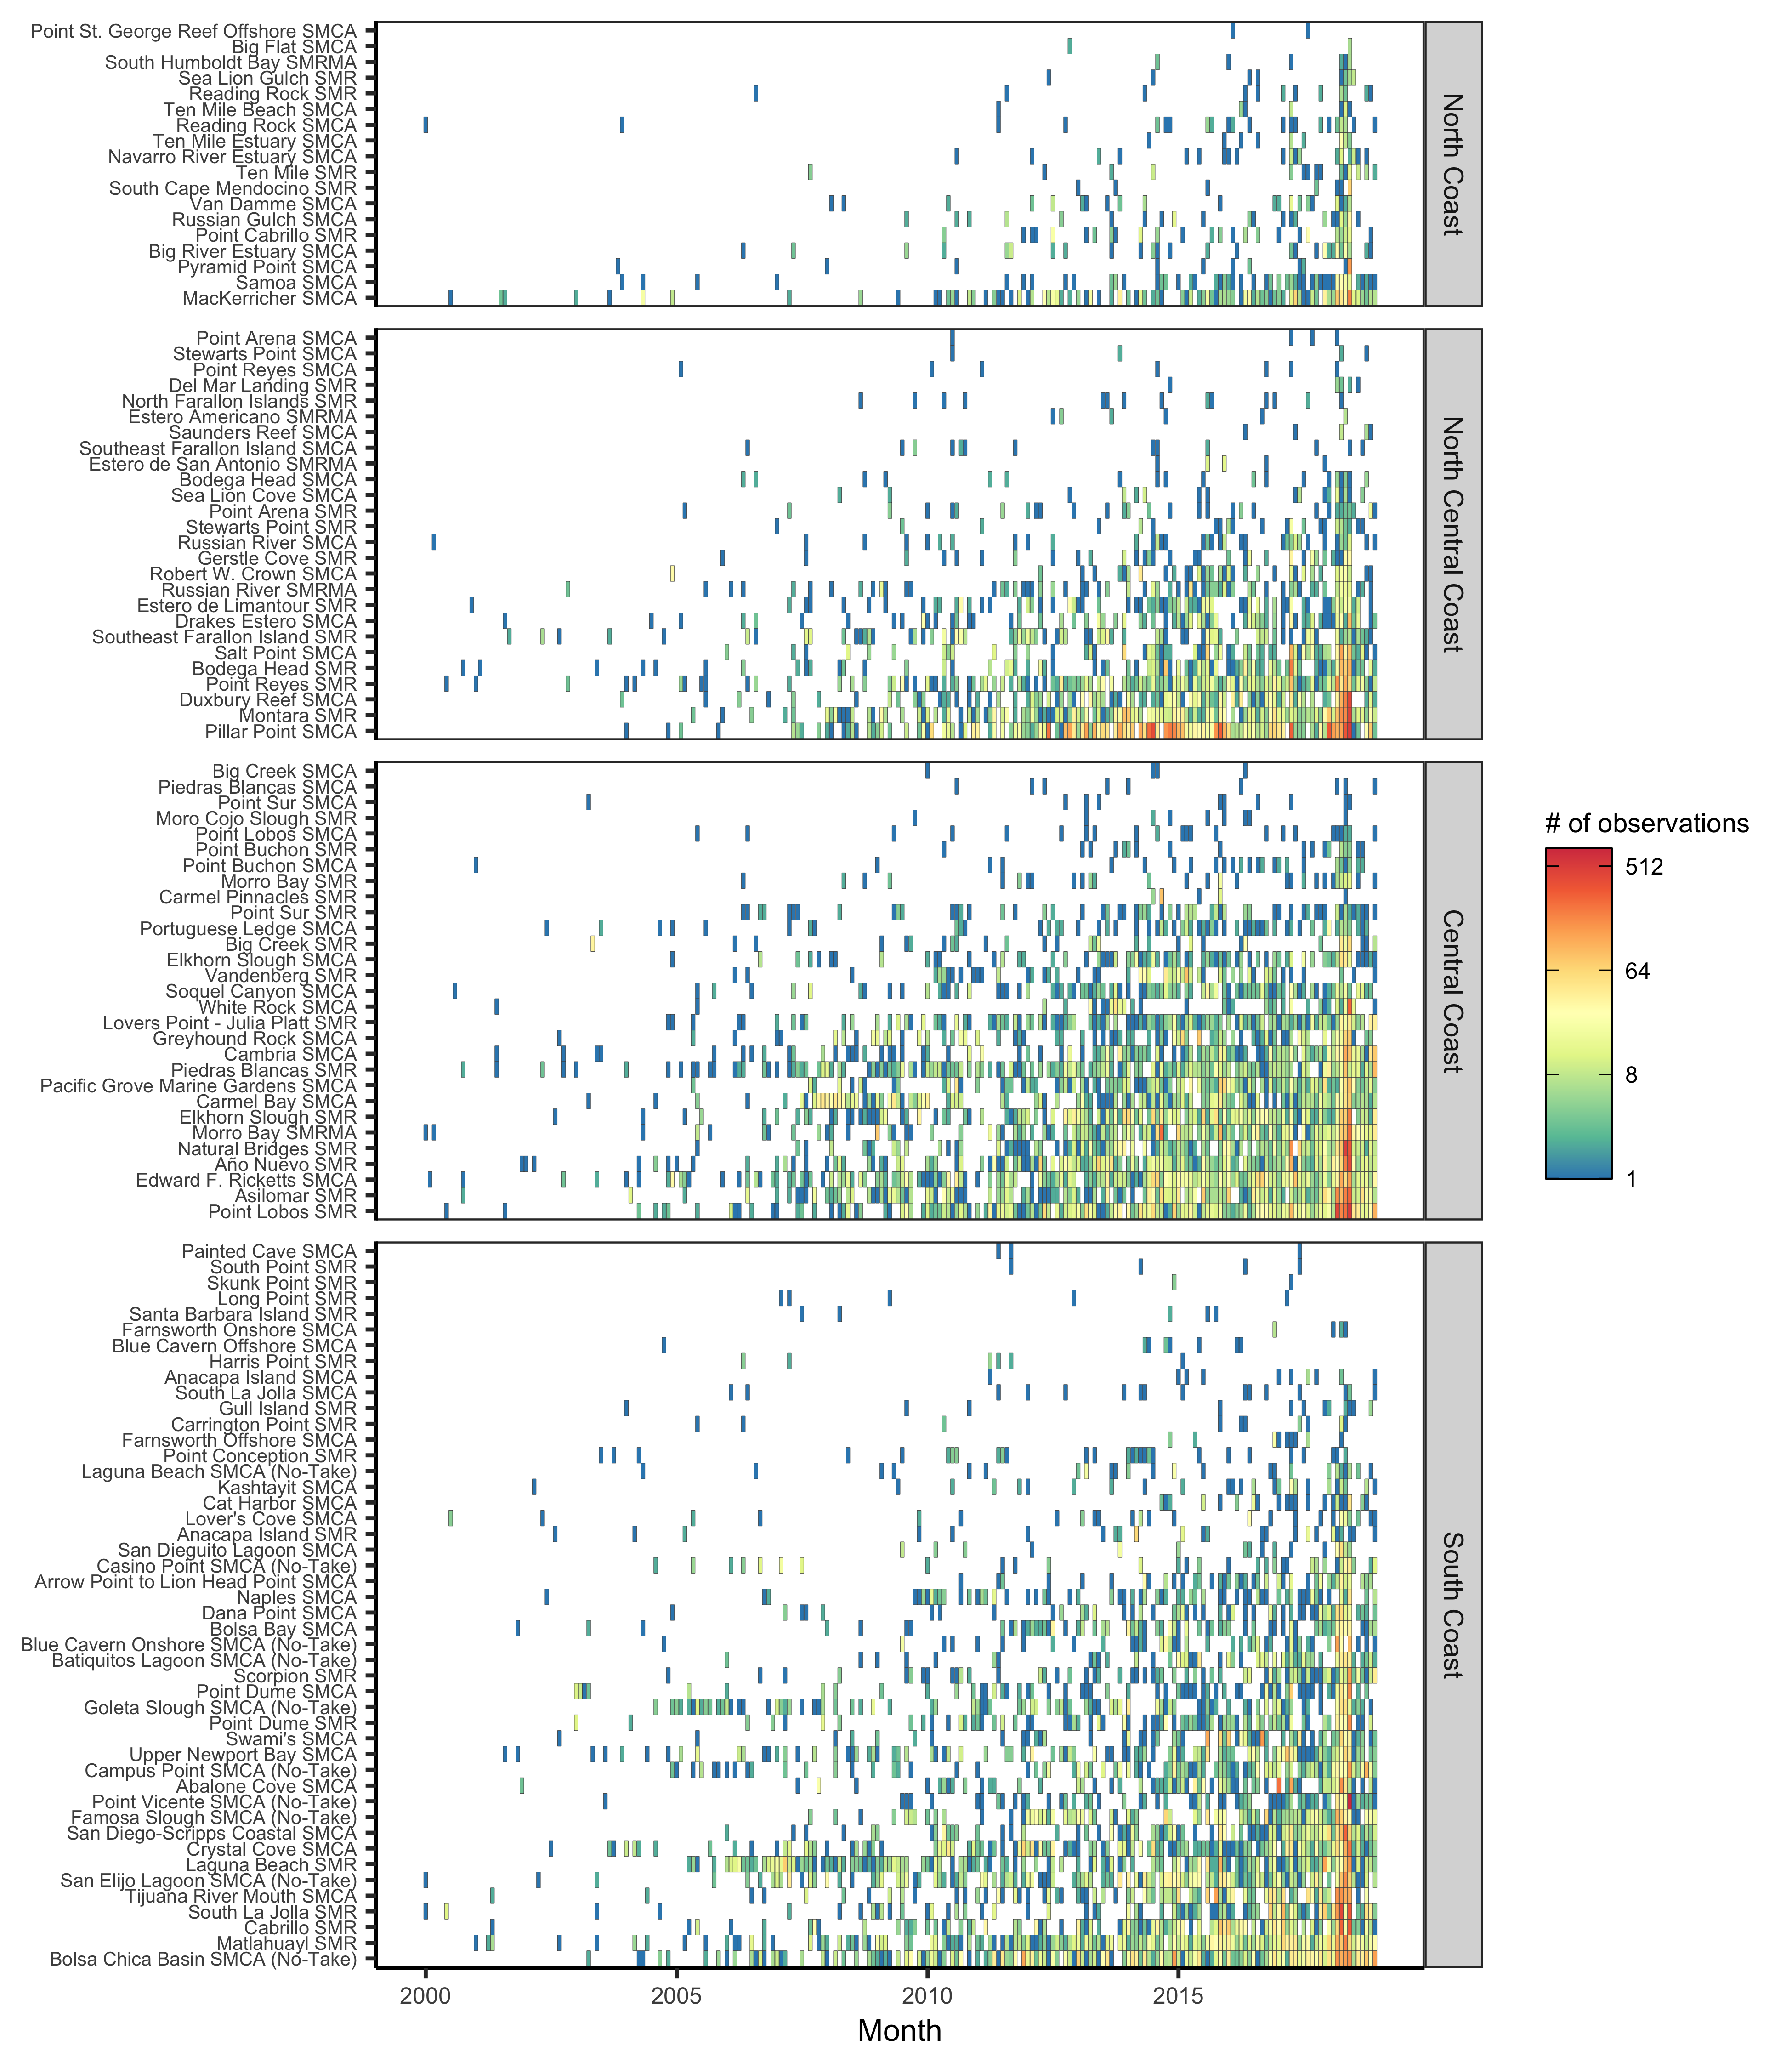 Point St. George Reef Offshore SMCA
Big Flat SMCA
South Humboldt Bay SMRMA
Sea Lion Gulch SMR
Reading Rock SMR
Ten Mile Beach SMCA
Reading Rock SMCA
Ten Mile Estuary SMCA
Navarro River Estuary SMCA
Ten Mile SMR
South Cape Mendocino SMR
Van Damme SMCA
Russian Gulch SMCA
Point Cabrillo SMR
Big River Estuary SMCA
Pyramid Point SMCA
Samoa SMCA
MacKerricher SMCA
North Coast
Point Arena SMCA
Stewarts Point SMCA
Point Reyes SMCA
Del Mar Landing SMR
North Farallon Islands SMR
Estero Americano SMRMA
Saunders Reef SMCA
Southeast Farallon Island SMCA
Estero de San Antonio SMRMA
Bodega Head SMCA
Sea Lion Cove SMCA
Point Arena SMR
Stewarts Point SMR
Russian River SMCA
Gerstle Cove SMR
Robert W. Crown SMCA
Russian River SMRMA
Estero de Limantour SMR
Drakes Estero SMCA
Southeast Farallon Island SMR
Salt Point SMCA
Bodega Head SMR
Point Reyes SMR
Duxbury Reef SMCA
Montara SMR
Pillar Point SMCA
North Central Coast
Big Creek SMCA
Piedras Blancas SMCA
Point Sur SMCA
Moro Cojo Slough SMR
Point Lobos SMCA
Point Buchon SMR
Point Buchon SMCA
Morro Bay SMR
Carmel Pinnacles SMR
Point Sur SMR
Portuguese Ledge SMCA
Big Creek SMR
Elkhorn Slough SMCA
Vandenberg SMR
Soquel Canyon SMCA
White Rock SMCA
Lovers Point - Julia Platt SMR
Greyhound Rock SMCA
Cambria SMCA
Piedras Blancas SMR
Pacific Grove Marine Gardens SMCA
Carmel Bay SMCA
Elkhorn Slough SMR
Morro Bay SMRMA
Natural Bridges SMR
Año Nuevo SMR
Edward F. Ricketts SMCA
Asilomar SMR
Point Lobos SMR
Central Coast
Painted Cave SMCA
South Point SMR
Skunk Point SMR
Long Point SMR
Santa Barbara Island SMR
Farnsworth Onshore SMCA
Blue Cavern Offshore SMCA
Harris Point SMR
Anacapa Island SMCA
South La Jolla SMCA
Gull Island SMR
Carrington Point SMR
Farnsworth Offshore SMCA
Point Conception SMR
Laguna Beach SMCA (No-Take)
Kashtayit SMCA
Cat Harbor SMCA
Lover's Cove SMCA
Anacapa Island SMR
San Dieguito Lagoon SMCA
Casino Point SMCA (No-Take)
Arrow Point to Lion Head Point SMCA
Naples SMCA
Dana Point SMCA
Bolsa Bay SMCA
Blue Cavern Onshore SMCA (No-Take)
Batiquitos Lagoon SMCA (No-Take)
Scorpion SMR
Point Dume SMCA
Goleta Slough SMCA (No-Take)
Point Dume SMR
Swami's SMCA
Upper Newport Bay SMCA
Campus Point SMCA (No-Take)
Abalone Cove SMCA
Point Vicente SMCA (No-Take)
Famosa Slough SMCA (No-Take)
San Diego-Scripps Coastal SMCA
Crystal Cove SMCA
Laguna Beach SMR
San Elijo Lagoon SMCA (No-Take)
Tijuana River Mouth SMCA
South La Jolla SMR
Cabrillo SMR
Matlahuayl SMR
Bolsa Chica Basin SMCA (No-Take)
South Coast
2000
2005
2010
2015
Month
# of observations
512
64
8
1